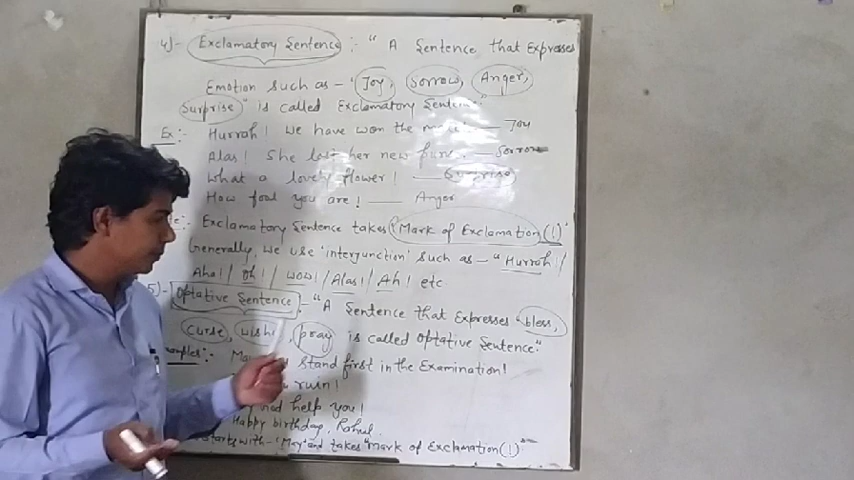 4)- Exclamatory Sentence :- "A Sentence that Expresses
Emotion such as - "Joy, Sorrow, Anger,
Surprise" is called Exclamatory Sentence."
Ex :- Hurrah! We have won the — Joy
Alas! She lost her new — Sorrow
What a lovely flower! — Surprise
How fool you are! — Anger
:- Exclamatory Sentence takes "Mark of Exclamation (!)"
Generally, we use 'interjunction' such as - "Hurrah!/
Aha!/ Oh!/ wow!/ Alas!/ Ah! etc
5)- Optative Sentence :- "A Sentence that Expresses "bless,
curse, wish, pray is called Optative Sentence."
:- stand first in the Examination!
ruin!
help you!
Happy birthday, Rahul.
Starts with - 'May' and takes "Mark of Exclamation (!)"